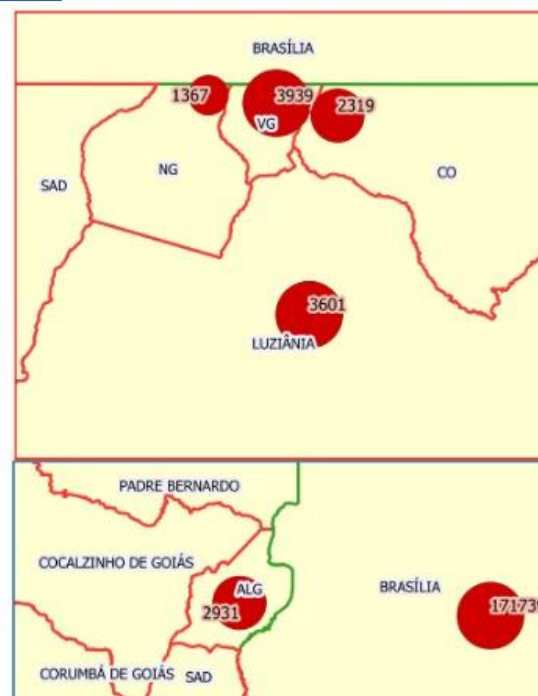 BRASÍLIA
1367
3939
2319
VG
NG
CO
SAD
3601
LUZIÂNIA
PADRE BERNARDO
COCALZINHO DE GOIÁS
ALG
BRASÍLIA
2931
CORUMBÁ DE GOIÁS
SAD